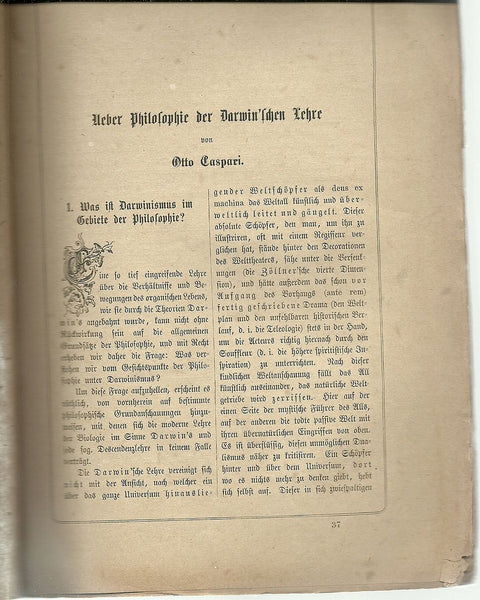 Ueber Philosophie der Darwin'schen Lehre
von
Otto Caspari.
1. Was ist Darwinismus im
Gebiete der Philosophie?
Eine so tief eingreifende Lehre
über die Verhältnisse und Be-
wegungen des organischen Lebens,
wie sie durch die Theorien Dar-
win's angebahnt wurde, kann nicht ohne
Rückwirkung sein auf die allgemeinen
Grundsätze der Philosophie, und mit Recht
erheben wir daher die Frage: Was ver-
stehen wir vom Gesichtspunkte der Philo-
sophie unter Darwinismus?
Um diese Frage aufzuhellen, erscheint es
nöthig, von vornherein auf bestimmte
philosophische Grundanschauungen hinzu-
weisen, mit denen sich die moderne Lehre
der Biologie im Sinne Darwin's und
die sog. Descendenzlehre in keinem Falle
verträgt.
Die Darwin'sche Lehre vereinigt sich
nicht mit der Ansicht, nach welcher ein
über das ganze Universum hinauslie-
gender Weltschöpfer als deus ex
machina das Weltall künstlich und über-
weltlich leitet und gängelt. Dieser
absolute Schöpfer, den man, um ihn zu
illustriren, oft mit einem Regisseur ver-
glichen hat, stände hinter den Decorationen
des Welttheaters, sähe unter die Versenk-
ungen (die Zöllner'sche vierte Dimen-
sion), und hätte außerdem das schon vor
Aufgang des Vorhangs (ante rem)
fertig geschriebene Drama (den Welt-
plan und den unfehlbaren historischen Ver-
lauf, d. i. die Teleologie) stets in der Hand,
um die Acteurs richtig hiernach durch den
Souffleur (d. i. die höhere spiritistische In-
spiration) zu unterrichten. Nach dieser
kindlichen Weltanschauung fällt das All
künstlich auseinander, das natürliche Welt-
getriebe wird zerrissen. Hier auf der
einen Seite der mystische Führer des Alls,
auf der anderen die todte passive Welt mit
ihren übernatürlichen Eingriffen von oben.
Es ist überflüssig, diesen unmöglichen Dua-
lismus näher zu kritisiren. Ein Schöpfer
hinter und über dem Universum, dort
wo es nichts mehr zu denken giebt, hebt
sich selbst auf. Dieser in sich zwiespältigen
37